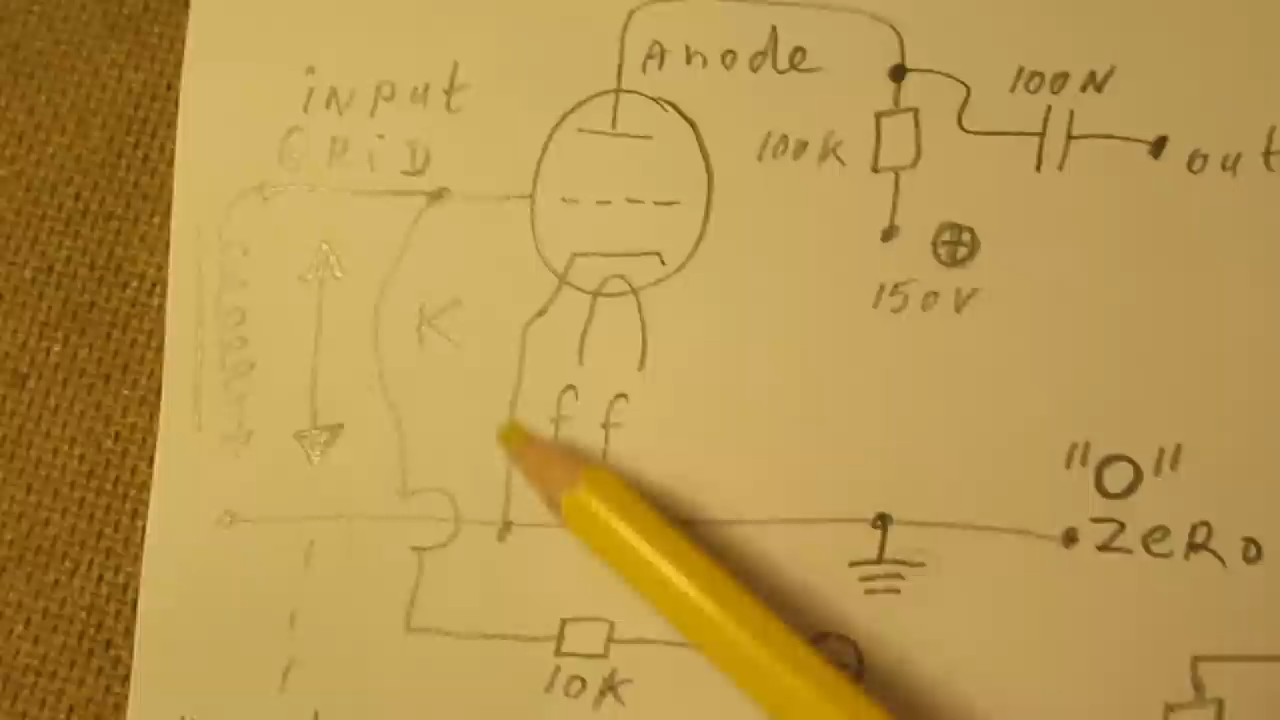 Anode
input
GRiD
100N
100K
out
150V
K
f f
"O"
ZeRo
10K